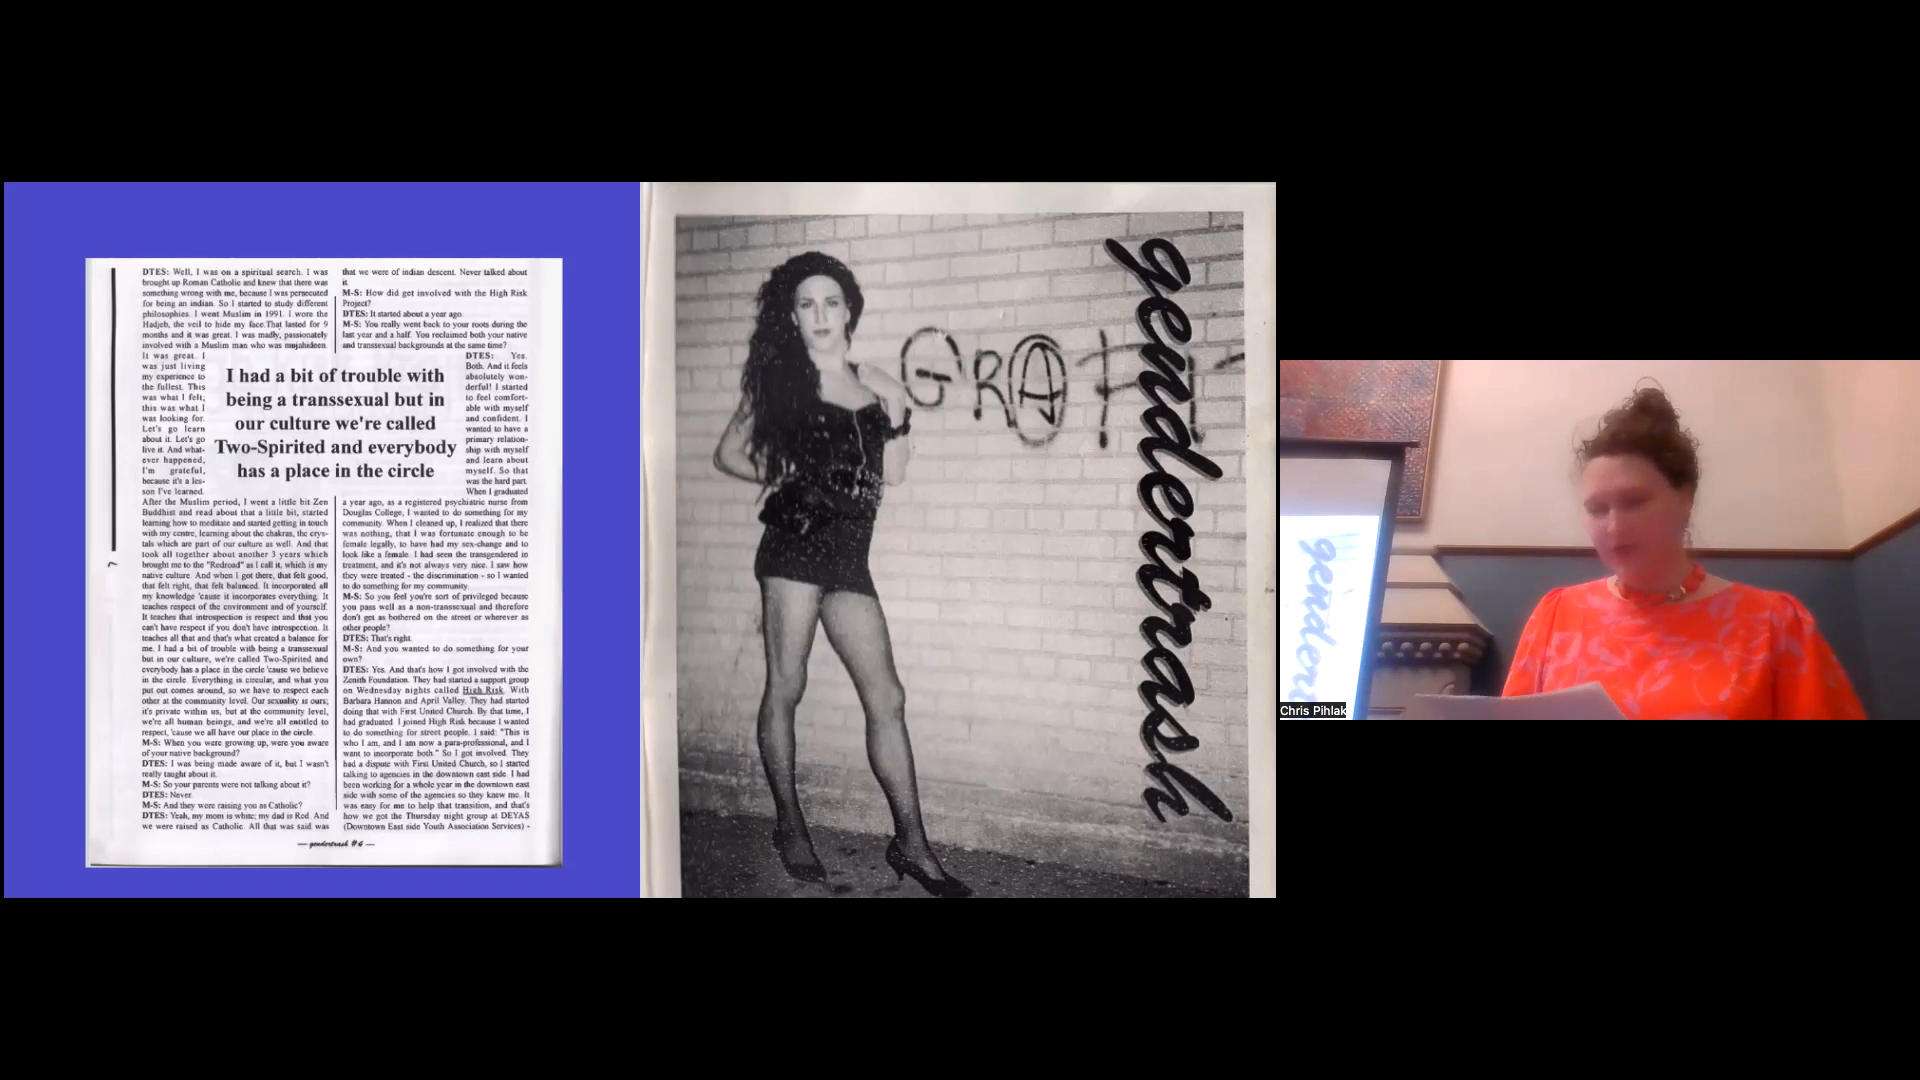 DTES: Well, I was on a spiritual search. I was
brought up Roman Catholic and knew that there was
something wrong with me, because I was persecuted
for being an indian. So I started to study different
philosophies. I went Muslim in 1991. I wore the
Hadjeb, the veil to hide my face. That lasted for 9
months and it was great. I was madly, passionately
involved with a Muslim man who was mujahideen.
It was great. I
was just living
my experience to
the fullest. This
was what I felt;
this was what I
was looking for.
Let's go learn
about it. Let's go
live it. And what-
ever happened,
I'm grateful,
because it's a les-
son I've learned.
I had a bit of trouble with
being a transsexual but in
our culture we're called
Two-Spirited and everybody
has a place in the circle
After the Muslim period, I went a little bit Zen
Buddhist and read about that a little bit, started
learning how to meditate and started getting in touch
with my centre, learning about the chakras, the crys-
tals which are part of our culture as well. And that
took all together about another 3 years which
brought me to the "Redroad" as I call it, which is my
native culture. And when I got there, that felt good,
that felt right, that felt balanced. It incorporated all
my knowledge 'cause it incorporates everything. It
teaches respect of the environment and of yourself.
It teaches that introspection is respect and that you
can't have respect if you don't have introspection. It
teaches all that and that's what created a balance for
me. I had a bit of trouble with being a transsexual
but in our culture, we're called Two-Spirited and
everybody has a place in the circle 'cause we believe
in the circle. Everything is circular, and what you
put out comes around, so we have to respect each
other at the community level. Our sexuality is ours;
it's private within us, but at the community level,
we're all human beings, and we're all entitled to
respect, 'cause we all have our place in the circle.
M-S: When you were growing up, were you aware
of your native background?
DTES: I was being made aware of it, but I wasn't
really taught about it.
M-S: So your parents were not talking about it?
DTES: Never.
M-S: And they were raising you as Catholic?
DTES: Yeah, my mom is white; my dad is Red. And
we were raised as Catholic. All that was said was
that we were of indian descent. Never talked about
it.
M-S: How did get involved with the High Risk
Project?
DTES: It started about a year ago.
M-S: You really went back to your roots during the
last year and a half. You reclaimed both your native
and transsexual backgrounds at the same time?
DTES: Yes.
Both. And it feels
absolutely won-
derful! I started
to feel comfort-
able with myself
and confident. I
wanted to have a
primary relation-
ship with myself
and learn about
myself. So that
was the hard part.
When I graduated
a year ago, as a registered psychiatric nurse from
Douglas College, I wanted to do something for my
community. When I cleaned up, I realized that there
was nothing, that I was fortunate enough to be
female legally, to have had my sex-change and to
look like a female. I had seen the transgendered in
treatment, and it's not always very nice. I saw how
they were treated - the discrimination - so I wanted
to do something for my community.
M-S: So you feel you're sort of privileged because
you pass well as a non-transsexual and therefore
don't get as bothered on the street or wherever as
other people?
DTES: That's right.
M-S: And you wanted to do something for your
own?
DTES: Yes. And that's how I got involved with the
Zenith Foundation. They had started a support group
on Wednesday nights called High Risk. With
Barbara Hannon and April Valley. They had started
doing that with First United Church. By that time, I
had graduated. I joined High Risk because I wanted
to do something for street people. I said: "This is
who I am, and I am now a para-professional, and I
want to incorporate both." So I got involved. They
had a dispute with First United Church, so I started
talking to agencies in the downtown east side. I had
been working for a whole year in the downtown east
side with some of the agencies so they knew me. It
was easy for me to help that transition, and that's
how we got the Thursday night group at DEYAS
(Downtown East side Youth Association Services) -
7
— gendertrash #4 —
gendertrash
GRA
gender
Chris Pihlak